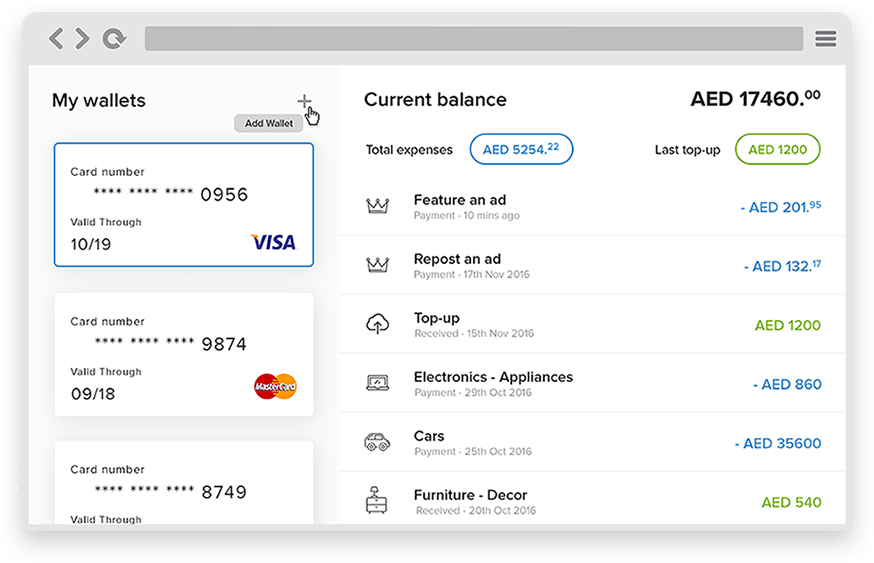 My wallets
Add Wallet
Card number
**** **** **** 0956
Valid Through
10/19
VISA
Card number
**** **** **** 9874
Valid Through
09/18
MasterCard
Card number
**** **** **** 8749
Valid Through
Current balance
AED 17460.00
Total expenses
AED 5254.22
Last top-up
AED 1200
Feature an ad
- AED 201.95
Payment - 10 mins ago
Repost an ad
- AED 132.17
Payment - 17th Nov 2016
Top-up
AED 1200
Received - 15th Nov 2016
Electronics - Appliances
- AED 860
Payment - 29th Oct 2016
Cars
- AED 35600
Payment - 25th Oct 2016
Furniture - Decor
AED 540
Received - 20th Oct 2016